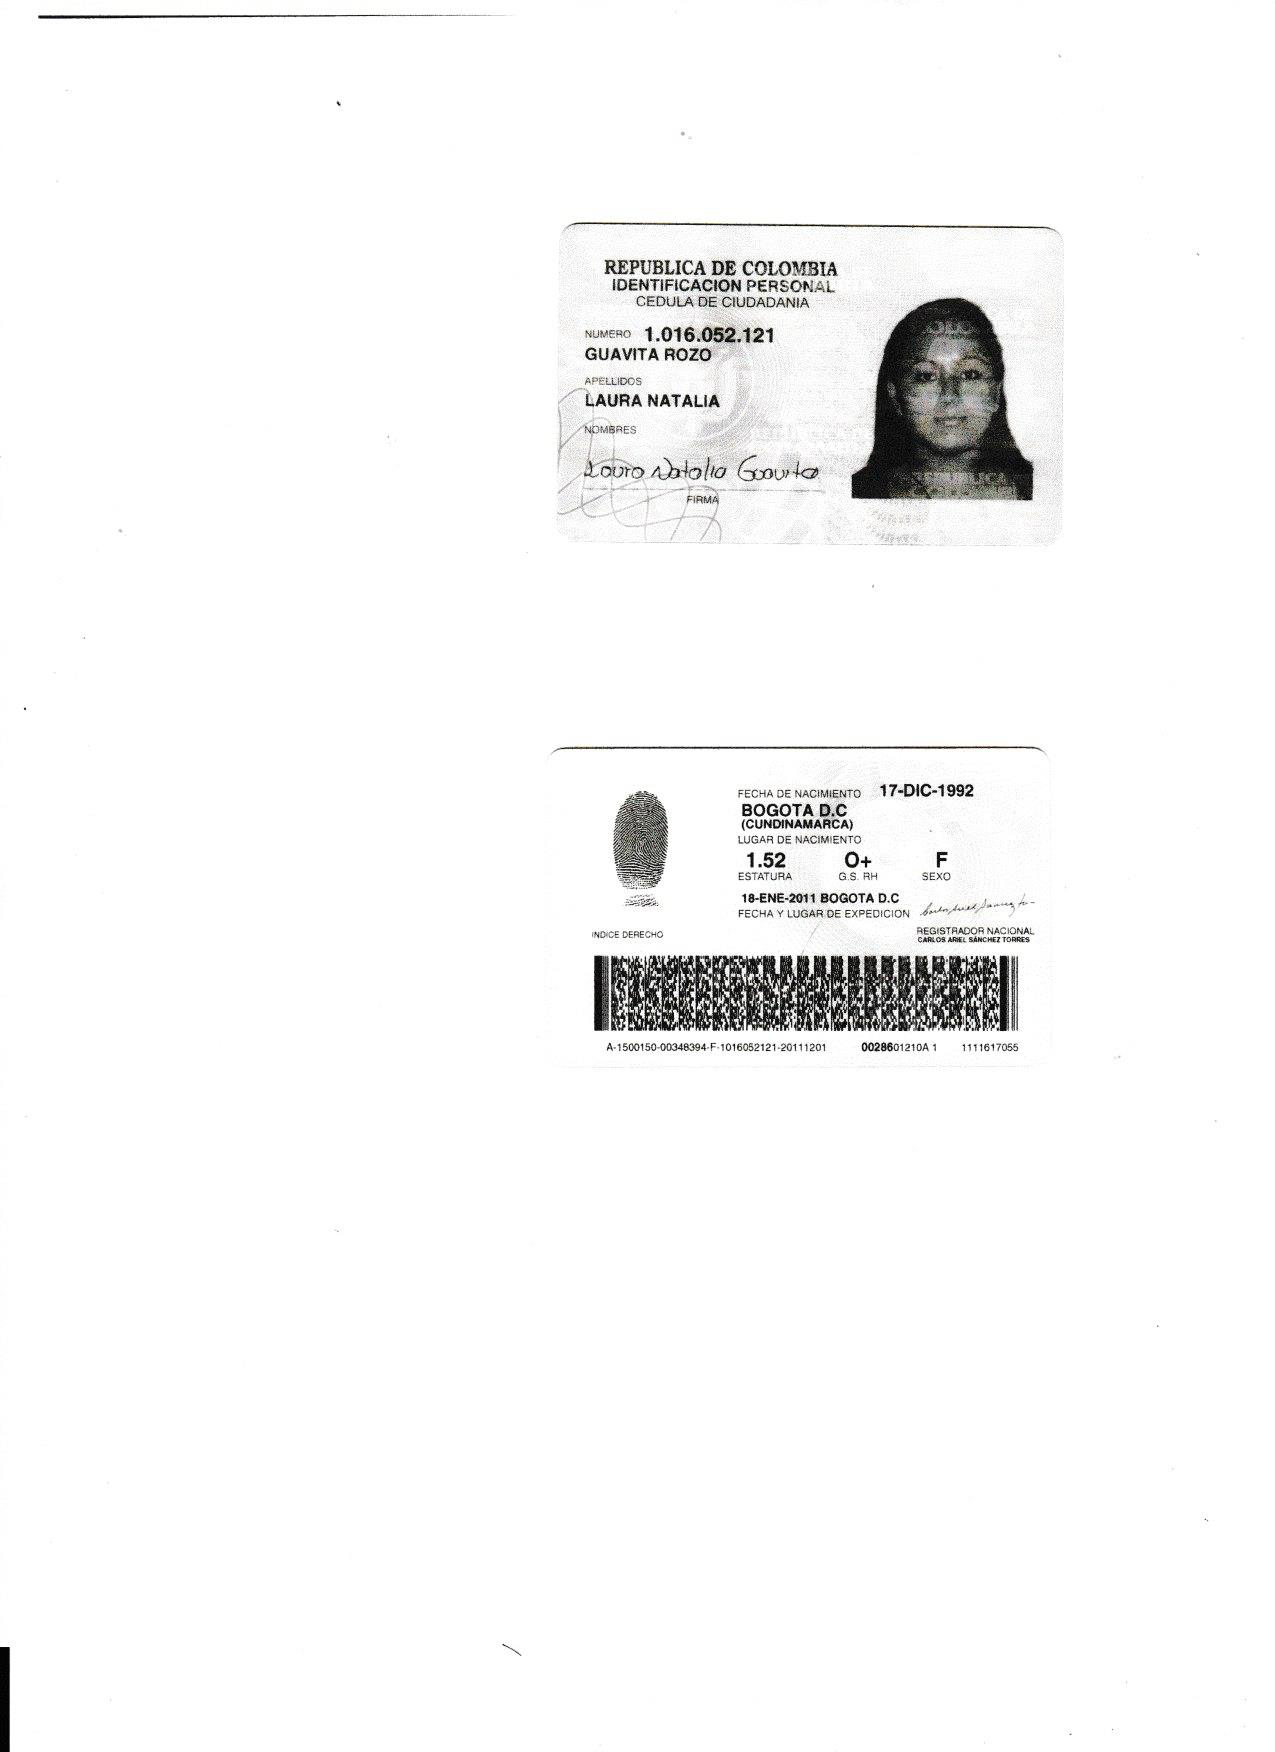 REPUBLICA DE COLOMBIA
IDENTIFICACION PERSONAL
CEDULA DE CIUDADANIA
NUMERO 1.016.052.121
GUAVITA ROZO
APELLIDOS
LAURA NATALIA
NOMBRES
Laura Natalia Guavita
FIRMA
FECHA DE NACIMIENTO 17-DIC-1992
BOGOTA D.C
(CUNDINAMARCA)
LUGAR DE NACIMIENTO
1.52 O+ F
ESTATURA G.S. RH SEXO
18-ENE-2011 BOGOTA D.C
FECHA Y LUGAR DE EXPEDICION
INDICE DERECHO
REGISTRADOR NACIONAL
CARLOS ARIEL SÁNCHEZ TORRES
A-1500150-00348394-F-1016052121-20111201 0028601210A 1 1111617055